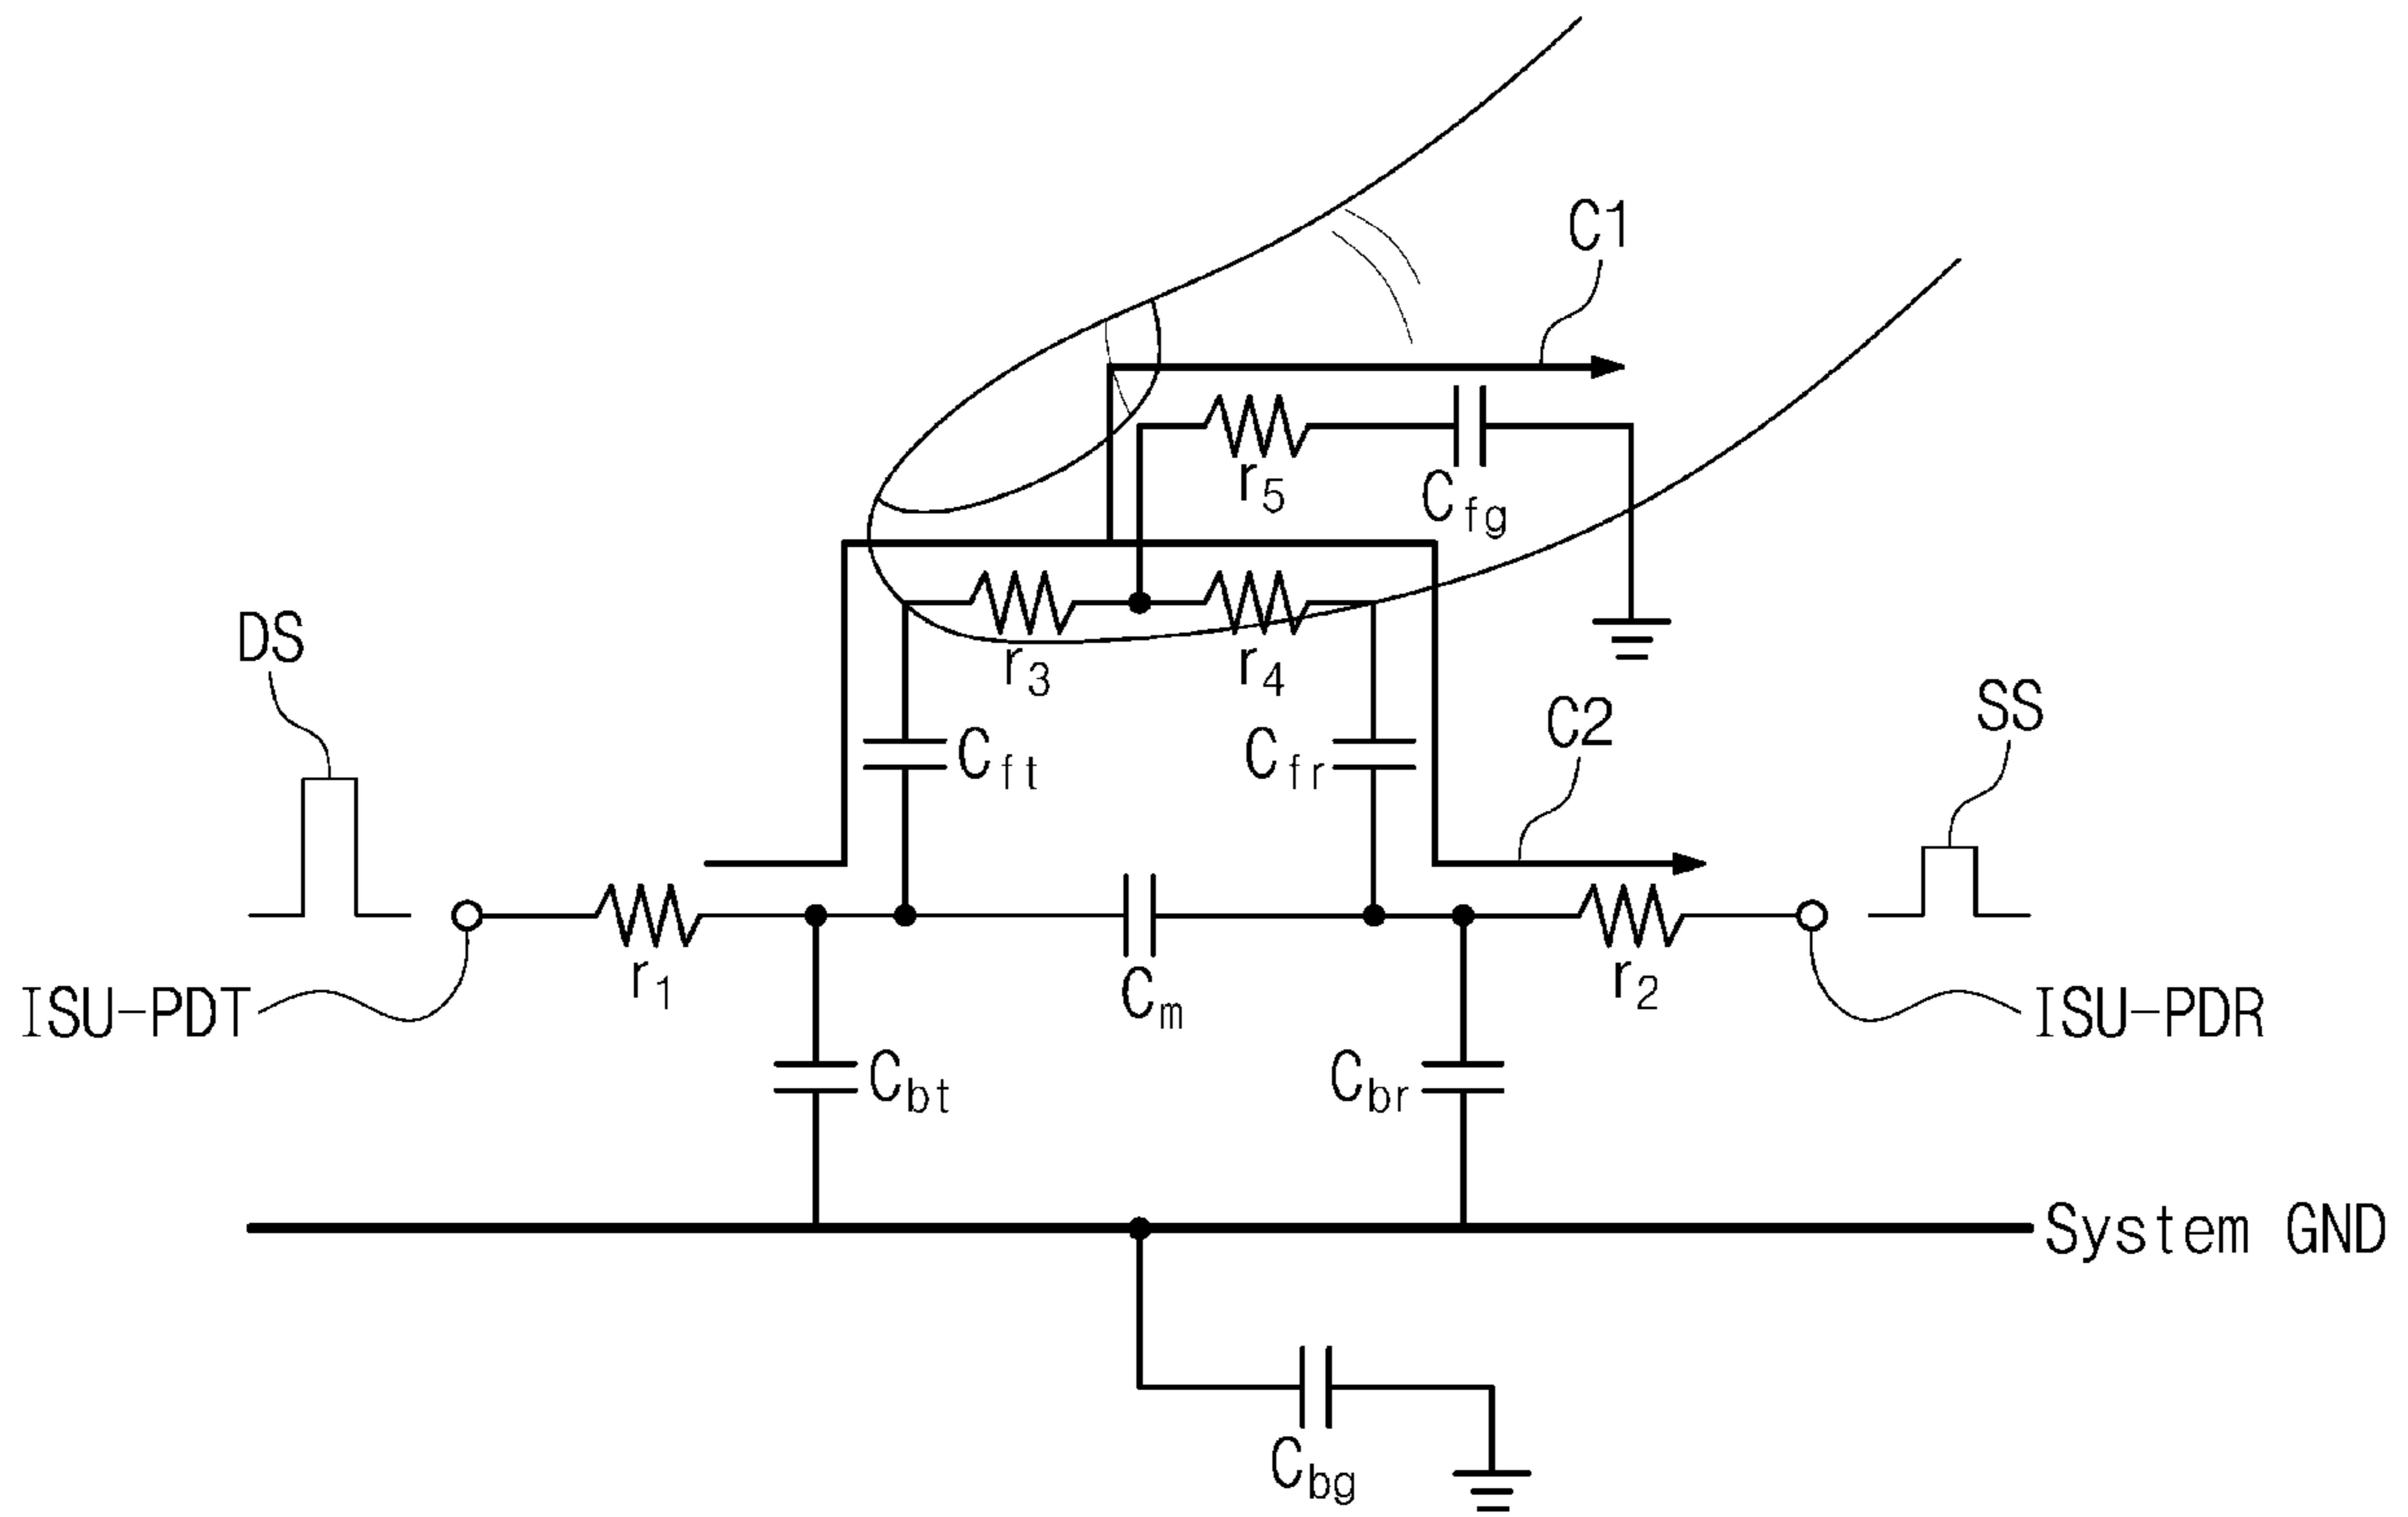 C1
r5
Cfg
DS
r3
r4
SS
C2
Cft
Cfr
r1
Cm
r2
ISU-PDT
ISU-PDR
Cbt
Cbr
System GND
Cbg